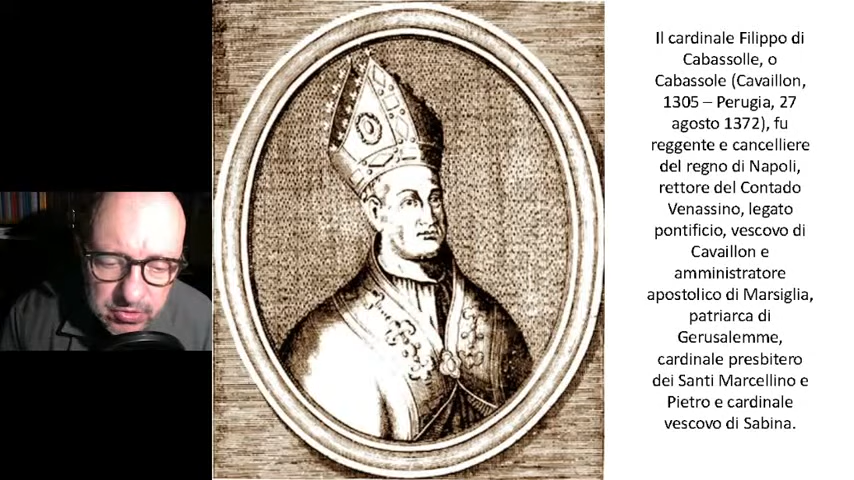 Il cardinale Filippo di
Cabassolle, o
Cabassole (Cavaillon,
1305 – Perugia, 27
agosto 1372), fu
reggente e cancelliere
del regno di Napoli,
rettore del Contado
Venassino, legato
pontificio, vescovo di
Cavaillon e
amministratore
apostolico di Marsiglia,
patriarca di
Gerusalemme,
cardinale presbitero
dei Santi Marcellino e
Pietro e cardinale
vescovo di Sabina.